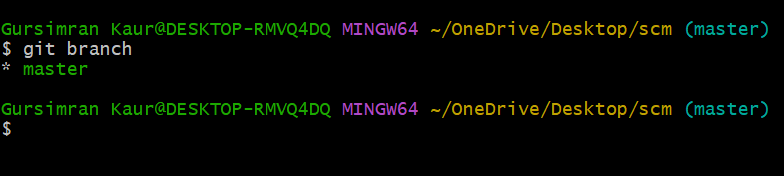 Gursimran Kaur@DESKTOP-RMVQ4DQ MINGW64 ~/OneDrive/Desktop/scm (master)
$ git branch
* master
Gursimran Kaur@DESKTOP-RMVQ4DQ MINGW64 ~/OneDrive/Desktop/scm (master)
$